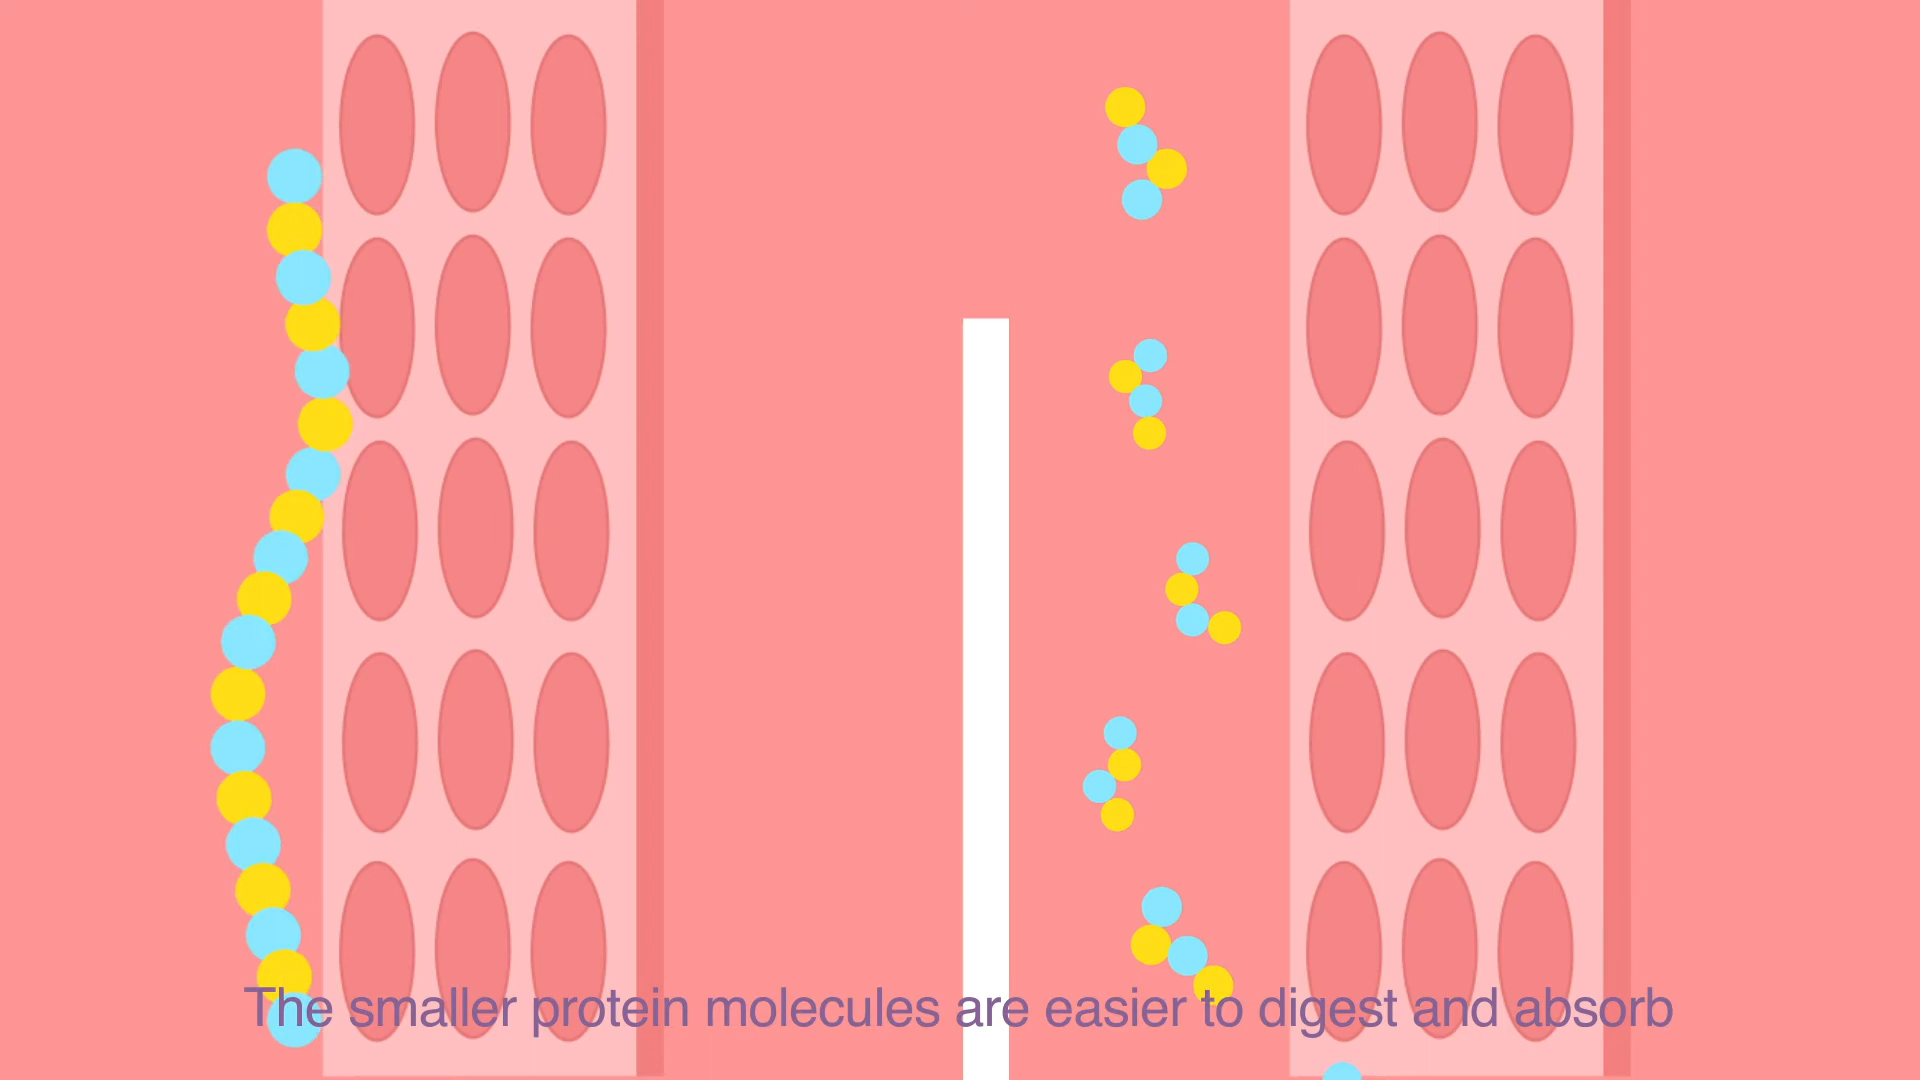 The smaller protein molecules are easier to digest and absorb